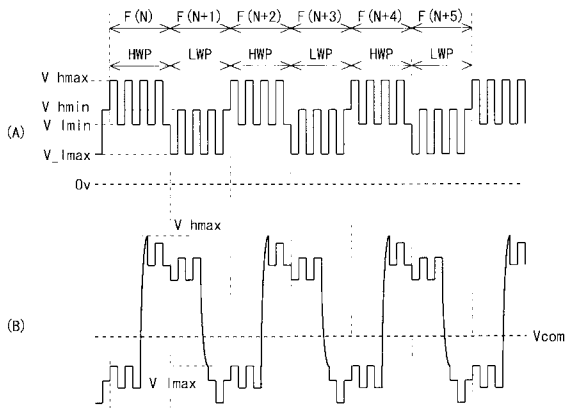 F(N) F(N+1) F(N+2) F(N+3) F(N+4) F(N+5)
HWP LWP HWP LWP HWP LWP
V hmax
V hmin
V lmin
(A)
V_lmax
0v
V hmax
(B)
Vcom
V lmax